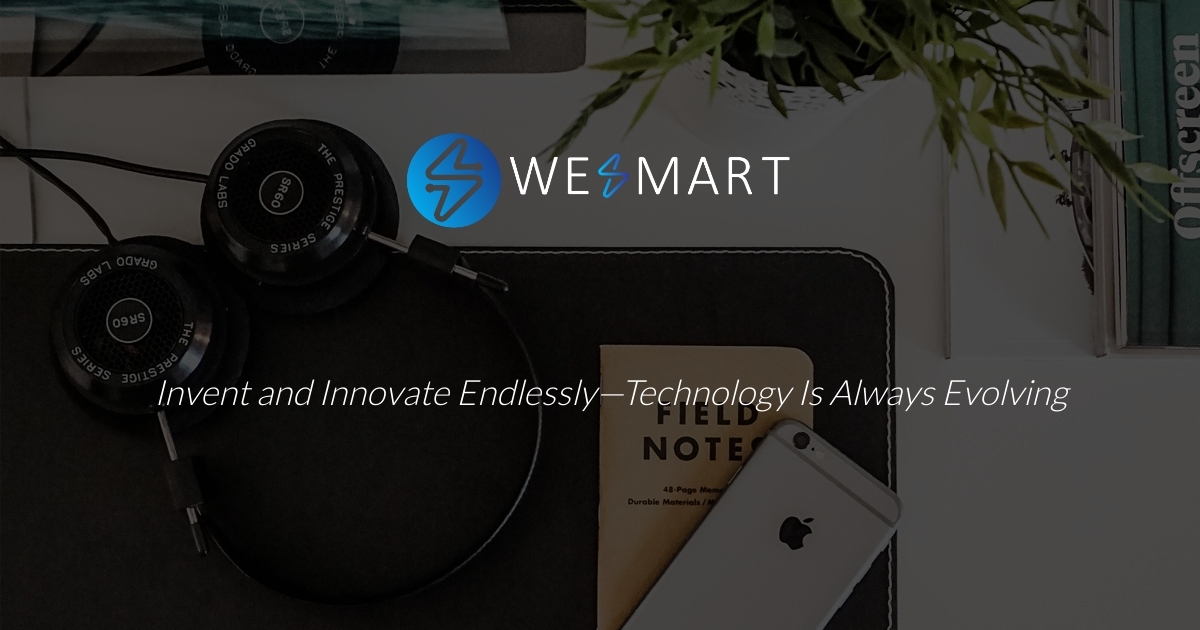 WESMART
Offscreen
GRADO LABS
SR60
THE PRESTIGE SERIES
GRADO LABS
SR60
THE PRESTIGE SERIES
Invent and Innovate Endlessly—Technology Is Always Evolving
FIELD
NOTES
48-Page
Durable Materials /